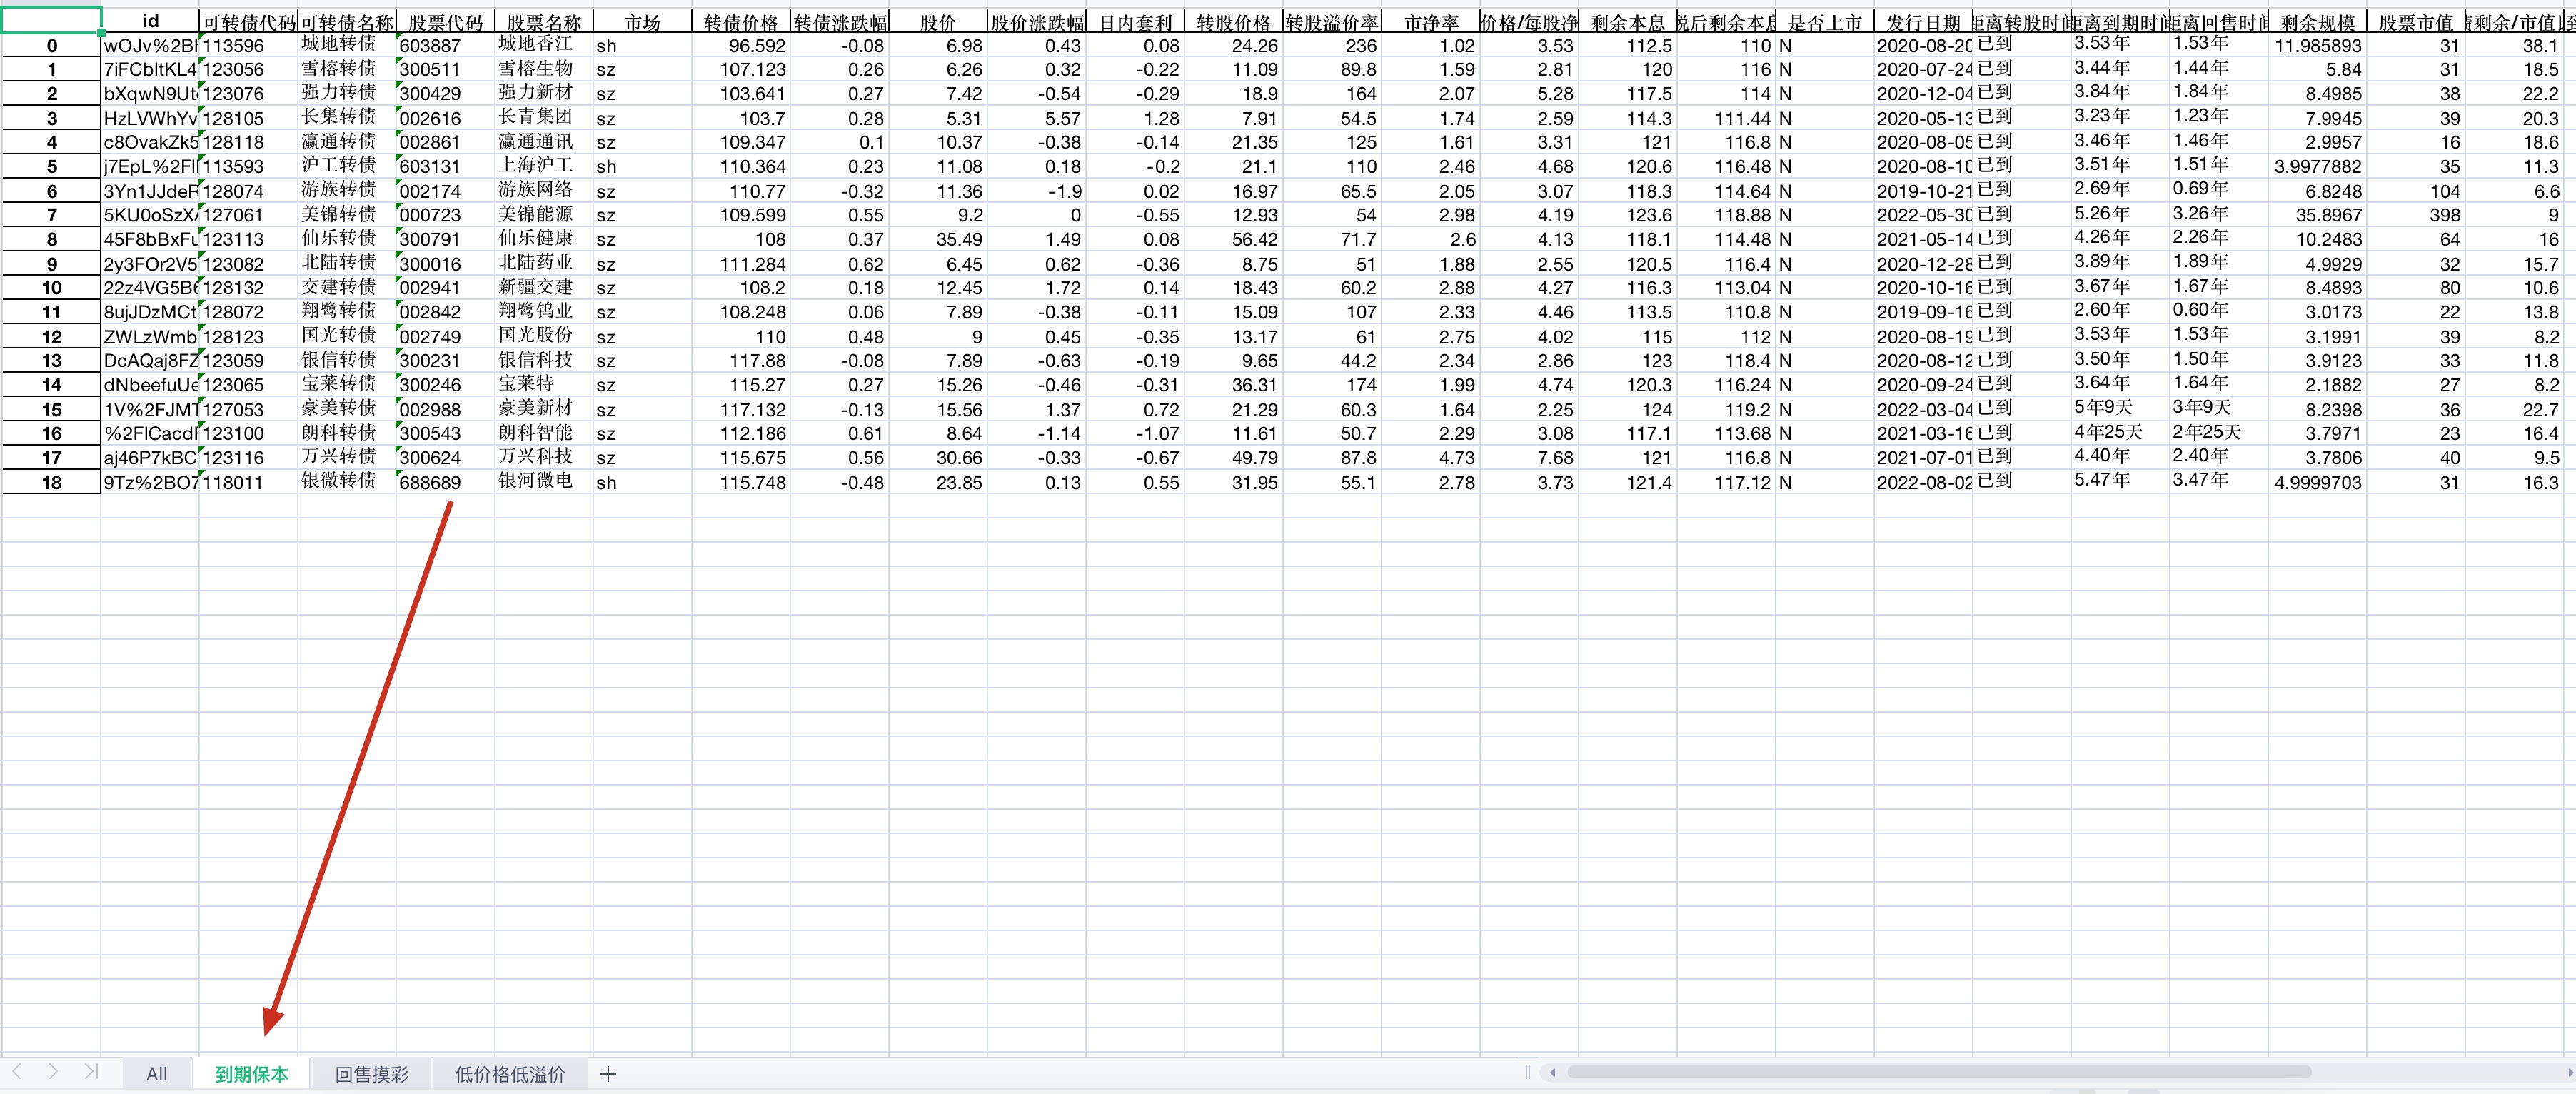 id 可转债代码 可转债名称 股票代码 股票名称 市场 转债价格 转债涨跌幅 股价 股价涨跌幅 日内套利 转股价格 转股溢价率 市净率 价格/每股净 剩余本息 税后剩余本息 是否上市 发行日期 距离转股时间 距离到期时间 距离回售时间 剩余规模 股票市值 剩余/市值比
0 wOJv%2B 113596 城地转债 603887 城地香江 sh 96.592 -0.08 6.98 0.43 0.08 24.26 236 1.02 3.53 112.5 110 N 2020-08-20 已到 3.53年 1.53年 11.985893 31 38.1
1 7iFCbItKL4 123056 雪榕转债 300511 雪榕生物 sz 107.123 0.26 6.26 0.32 -0.22 11.09 89.8 1.59 2.81 120 116 N 2020-07-24 已到 3.44年 1.44年 5.84 31 18.5
2 bXqwN9Ut 123076 强力转债 300429 强力新材 sz 103.641 0.27 7.42 -0.54 -0.29 18.9 164 2.07 5.28 117.5 114 N 2020-12-04 已到 3.84年 1.84年 8.4985 38 22.2
3 HzLVWhYv 128105 长集转债 002616 长青集团 sz 103.7 0.28 5.31 5.57 1.28 7.91 54.5 1.74 2.59 114.3 111.44 N 2020-05-13 已到 3.23年 1.23年 7.9945 39 20.3
4 c8OvakZk5 128118 瀛通转债 002861 瀛通通讯 sz 109.347 0.1 10.37 -0.38 -0.14 21.35 125 1.61 3.31 121 116.8 N 2020-08-05 已到 3.46年 1.46年 2.9957 16 18.6
5 j7EpL%2Fl 113593 沪工转债 603131 上海沪工 sh 110.364 0.23 11.08 0.18 -0.2 21.1 110 2.46 4.68 120.6 116.48 N 2020-08-10 已到 3.51年 1.51年 3.9977882 35 11.3
6 3Yn1JJdeR 128074 游族转债 002174 游族网络 sz 110.77 -0.32 11.36 -1.9 0.02 16.97 65.5 2.05 3.07 118.3 114.64 N 2019-10-21 已到 2.69年 0.69年 6.8248 104 6.6
7 5KU0oSzX 127061 美锦转债 000723 美锦能源 sz 109.599 0.55 9.2 0 -0.55 12.93 54 2.98 4.19 123.6 118.88 N 2022-05-30 已到 5.26年 3.26年 35.8967 398 9
8 45F8bBxFu 123113 仙乐转债 300791 仙乐健康 sz 108 0.37 35.49 1.49 0.08 56.42 71.7 2.6 4.13 118.1 114.48 N 2021-05-14 已到 4.26年 2.26年 10.2483 64 16
9 2y3FOr2V5 123082 北陆转债 300016 北陆药业 sz 111.284 0.62 6.45 0.62 -0.36 8.75 51 1.88 2.55 120.5 116.4 N 2020-12-28 已到 3.89年 1.89年 4.9929 32 15.7
10 22z4VG5B6 128132 交建转债 002941 新疆交建 sz 108.2 0.18 12.45 1.72 0.14 18.43 60.2 2.88 4.27 116.3 113.04 N 2020-10-16 已到 3.67年 1.67年 8.4893 80 10.6
11 8ujJDzMCt 128072 翔鹭转债 002842 翔鹭钨业 sz 108.248 0.06 7.89 -0.38 -0.11 15.09 107 2.33 4.46 113.5 110.8 N 2019-09-16 已到 2.60年 0.60年 3.0173 22 13.8
12 ZWLzWmb 128123 国光转债 002749 国光股份 sz 110 0.48 9 0.45 -0.35 13.17 61 2.75 4.02 115 112 N 2020-08-19 已到 3.53年 1.53年 3.1991 39 8.2
13 DcAQaj8FZ 123059 银信转债 300231 银信科技 sz 117.88 -0.08 7.89 -0.63 -0.19 9.65 44.2 2.34 2.86 123 118.4 N 2020-08-12 已到 3.50年 1.50年 3.9123 33 11.8
14 dNbeefuUe 123065 宝莱转债 300246 宝莱特 sz 115.27 0.27 15.26 -0.46 -0.31 36.31 174 1.99 4.74 120.3 116.24 N 2020-09-24 已到 3.64年 1.64年 2.1882 27 8.2
15 1V%2FJMT 127053 豪美转债 002988 豪美新材 sz 117.132 -0.13 15.56 1.37 0.72 21.29 60.3 1.64 2.25 124 119.2 N 2022-03-04 已到 5年9天 3年9天 8.2398 36 22.7
16 %2FlCacdF 123100 朗科转债 300543 朗科智能 sz 112.186 0.61 8.64 -1.14 -1.07 11.61 50.7 2.29 3.08 117.1 113.68 N 2021-03-16 已到 4年25天 2年25天 3.7971 23 16.4
17 aj46P7kBC 123116 万兴转债 300624 万兴科技 sz 115.675 0.56 30.66 -0.33 -0.67 49.79 87.8 4.73 7.68 121 116.8 N 2021-07-01 已到 4.40年 2.40年 3.7806 40 9.5
18 9Tz%2BO7 118011 银微转债 688689 银河微电 sh 115.748 -0.48 23.85 0.13 0.55 31.95 55.1 2.78 3.73 121.4 117.12 N 2022-08-02 已到 5.47年 3.47年 4.9999703 31 16.3
All 到期保本 回售摸彩 低价格低溢价 +